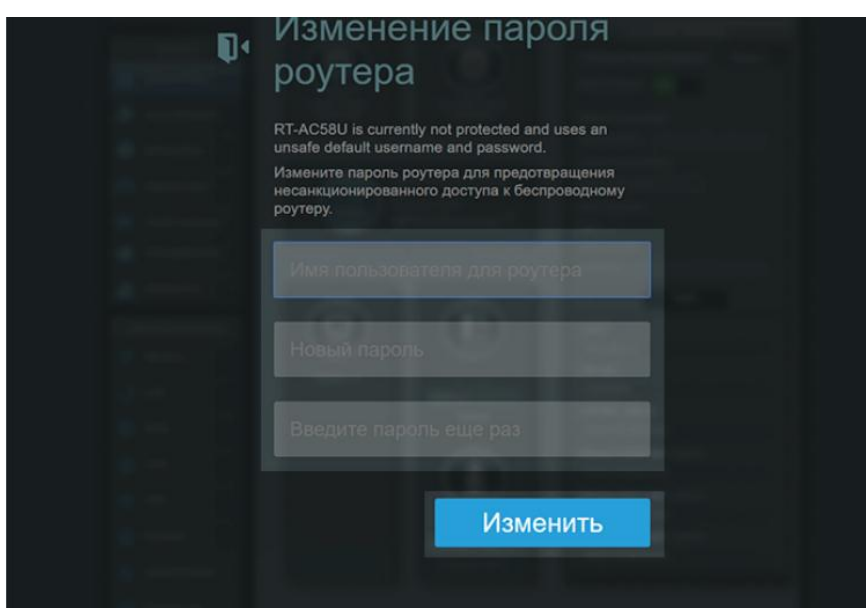 Изменение пароля
роутера
RT-AC58U is currently not protected and uses an
unsafe default username and password.
Измените пароль роутера для предотвращения
несанкционированного доступа к беспроводному
роутеру.
Имя пользователя для роутера
Новый пароль
Введите пароль еще раз
Изменить